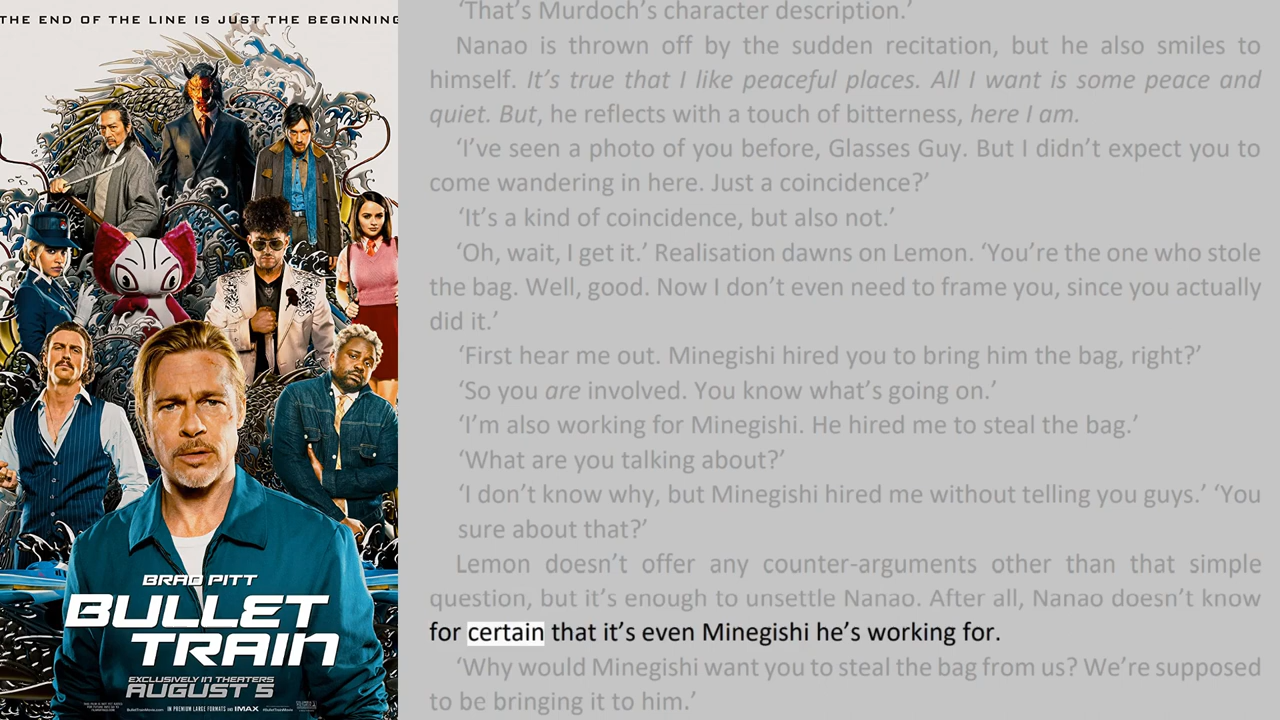 THE END OF THE LINE IS JUST THE BEGINNING
BRAD PITT
BULLET
TRAIN
EXCLUSIVELY IN THEATERS
AUGUST 5
BulletTrainMovie.com
IN PREMIUM LARGE FORMATS AND IMAX
#BulletTrainMovie
‘That’s Murdoch’s character description.’
Nanao is thrown off by the sudden recitation, but he also smiles to
himself. It’s true that I like peaceful places. All I want is some peace and
quiet. But, he reflects with a touch of bitterness, here I am.
‘I’ve seen a photo of you before, Glasses Guy. But I didn’t expect you to
come wandering in here. Just a coincidence?’
‘It’s a kind of coincidence, but also not.’
‘Oh, wait, I get it.’ Realisation dawns on Lemon. ‘You’re the one who stole
the bag. Well, good. Now I don’t even need to frame you, since you actually
did it.’
‘First hear me out. Minegishi hired you to bring him the bag, right?’
‘So you are involved. You know what’s going on.’
‘I’m also working for Minegishi. He hired me to steal the bag.’
‘What are you talking about?’
‘I don’t know why, but Minegishi hired me without telling you guys.’ ‘You
sure about that?’
Lemon doesn’t offer any counter-arguments other than that simple
question, but it’s enough to unsettle Nanao. After all, Nanao doesn’t know
for certain that it’s even Minegishi he’s working for.
‘Why would Minegishi want you to steal the bag from us? We’re supposed
to be bringing it to him.’